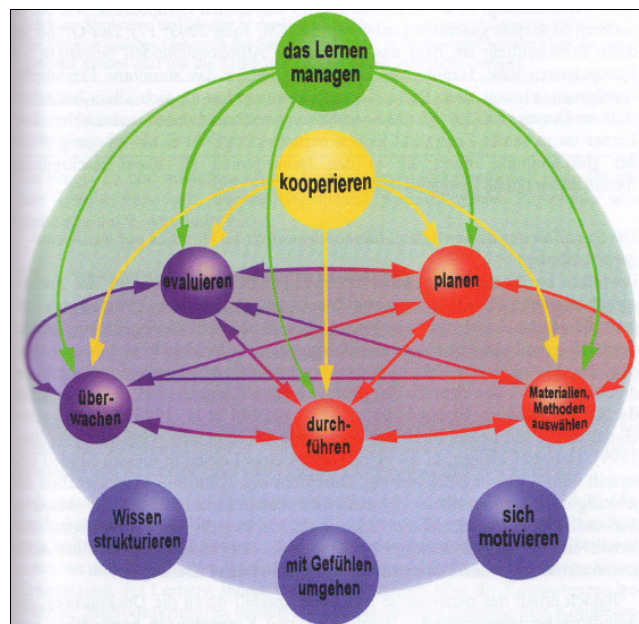 das Lernen
managen
kooperieren
evaluieren
planen
über-
wachen
durch-
führen
Materialien,
Methoden
auswählen
Wissen
strukturieren
mit Gefühlen
umgehen
sich
motivieren